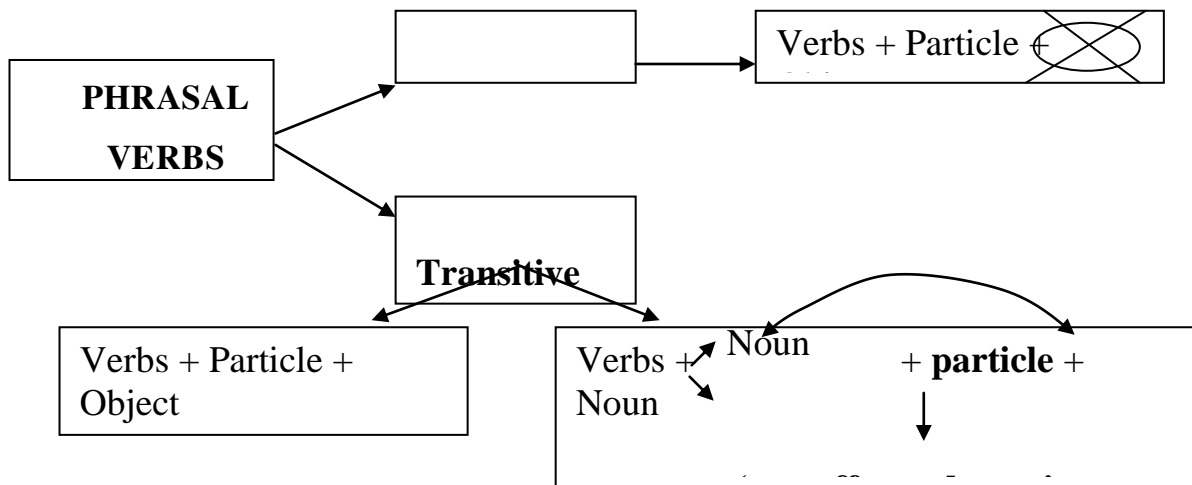 Verbs + Particle +
PHRASAL
VERBS
Transitive
Verbs + Particle +
Object
Verbs + Noun + particle +
Noun